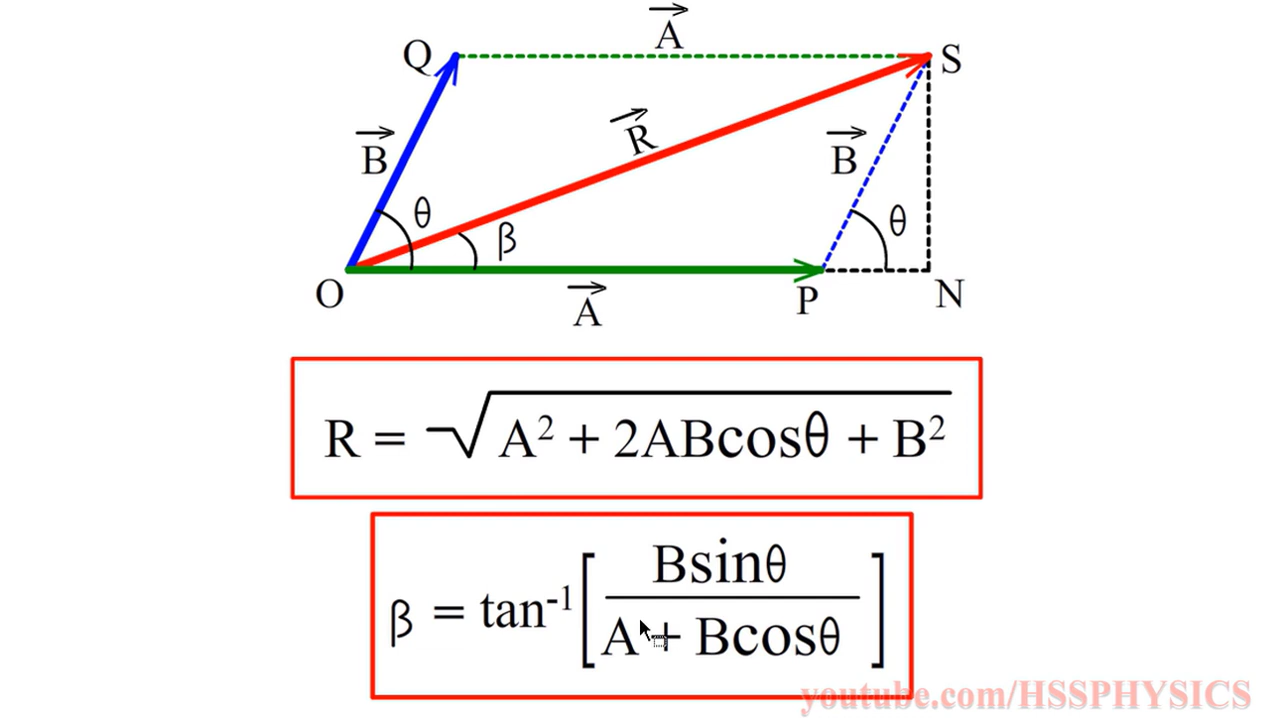 A
Q
S
R
B
B
θ
θ
β
O
A
P
N
R = √A² + 2ABcosθ + B²
β = tan⁻¹[Bsinθ / A + Bcosθ]
youtube.com/HSSPHYSICS